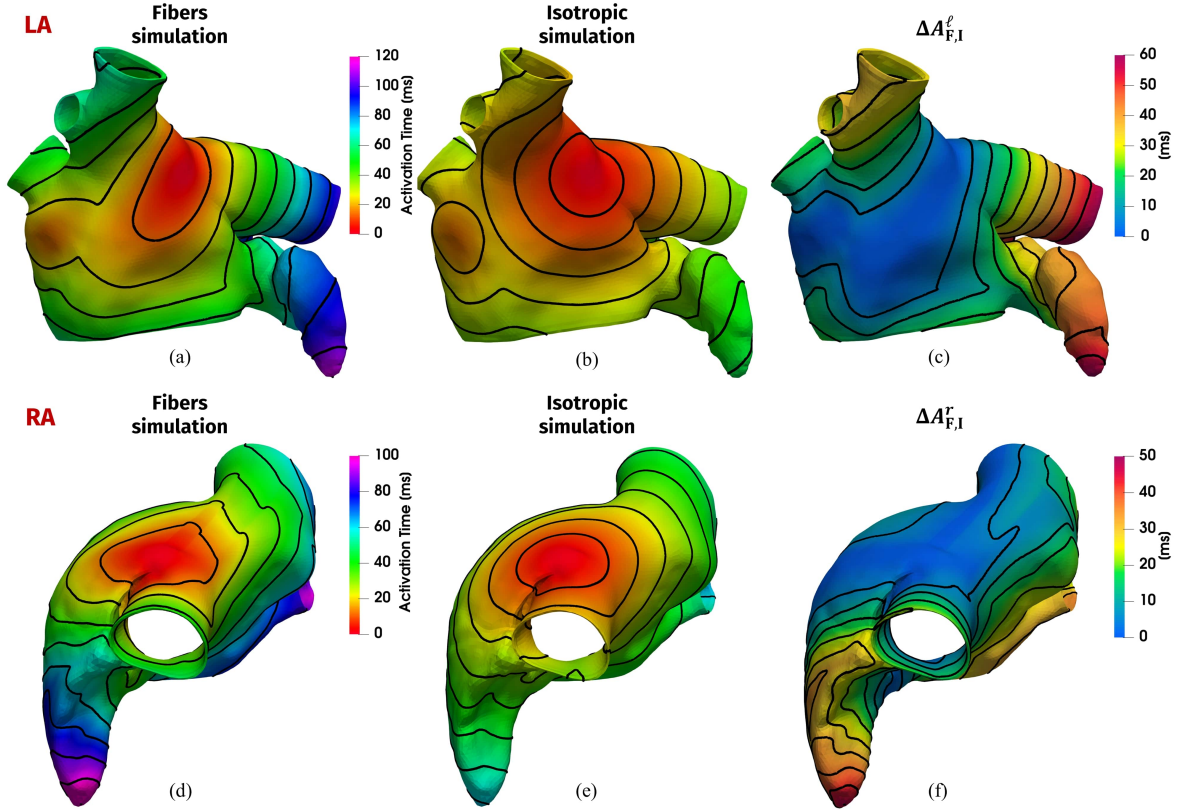 LA
Fibers
simulation
Isotropic
simulation
ΔA^ℓ_F,I
120
100
80
60
40
20
0
Activation Time (ms)
60
50
40
30
20
10
0
(ms)
(a)
(b)
(c)
RA
Fibers
simulation
Isotropic
simulation
ΔA^r_F,I
100
80
60
40
20
0
Activation Time (ms)
50
40
30
20
10
0
(ms)
(d)
(e)
(f)